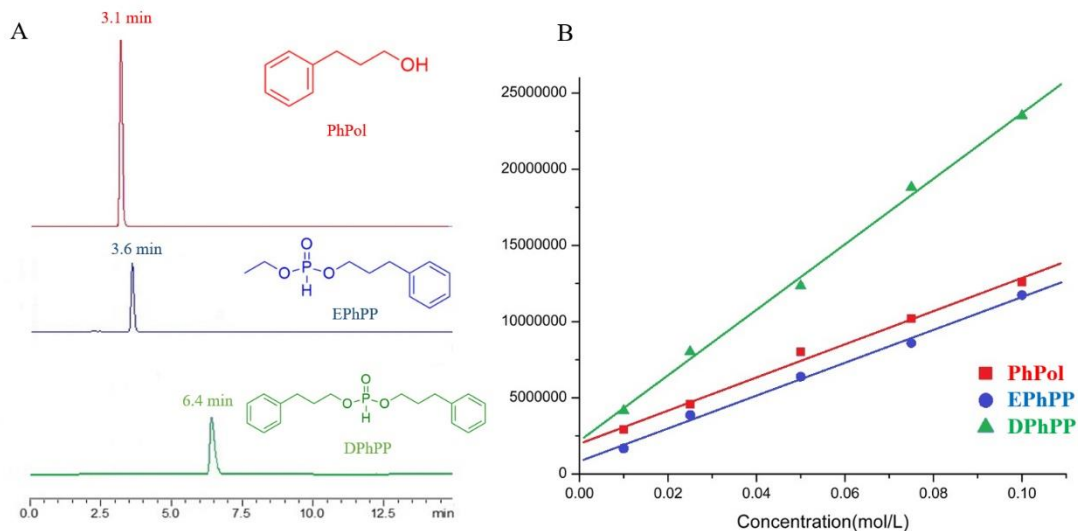 A
3.1 min
OH
PhPol
3.6 min
O
O P O
H
EPhPP
6.4 min
O
O P O
H
DPhPP
0.0 2.5 5.0 7.5 10.0 12.5 min
B
25000000
20000000
15000000
10000000
5000000
0
0.00 0.02 0.04 0.06 0.08 0.10
Concentration(mol/L)
PhPol
EPhPP
DPhPP